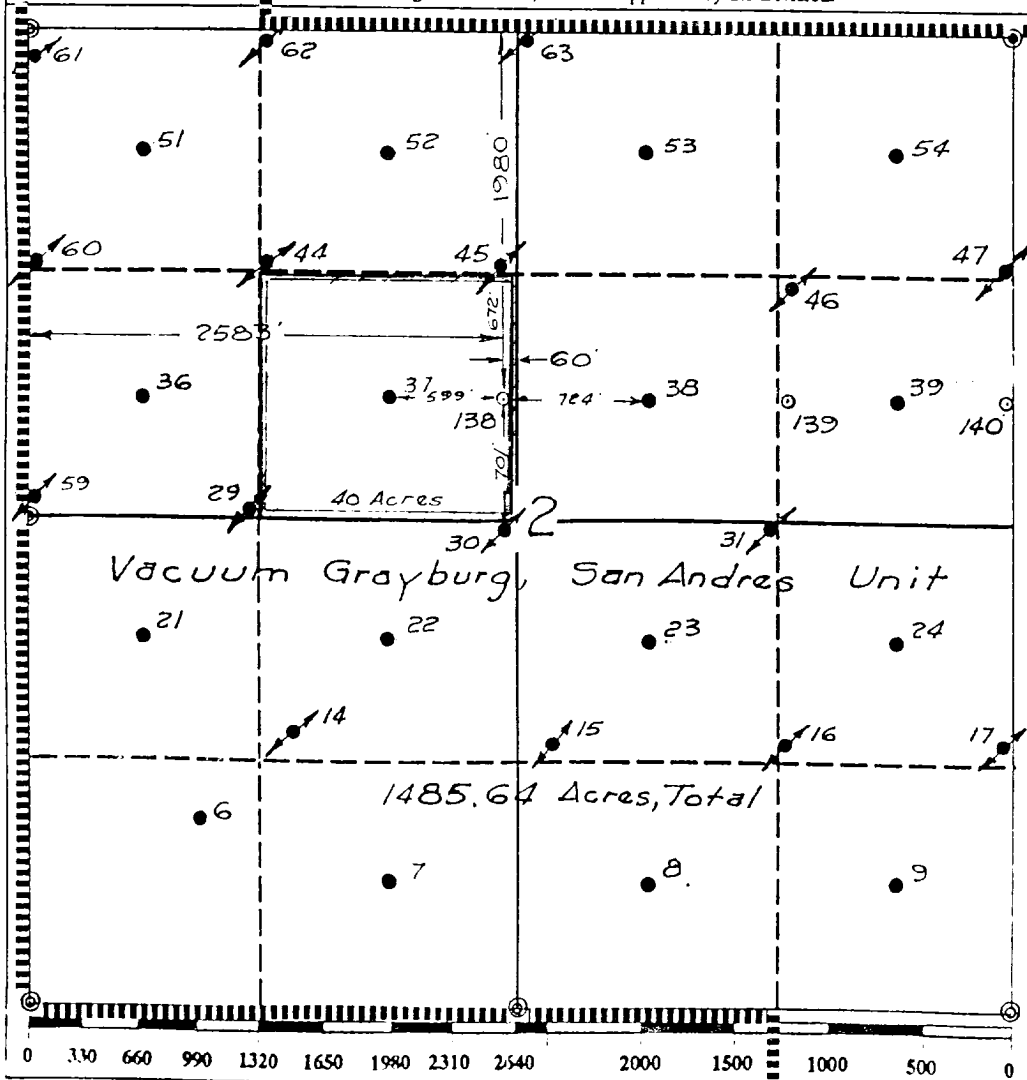 61 62 63
51 52 53 54
1980'
60 44 45 47
46
672'
2583'
60'
36 37 38 39
599' 724'
138 139 140
701'
59 29 40 Acres
30 2 31
Vacuum Grayburg, San Andres Unit
21 22 23 24
14 15 16 17
1485.64 Acres, Total
6
7 8 9
0 330 660 990 1320 1650 1980 2310 2640 2000 1500 1000 500 0